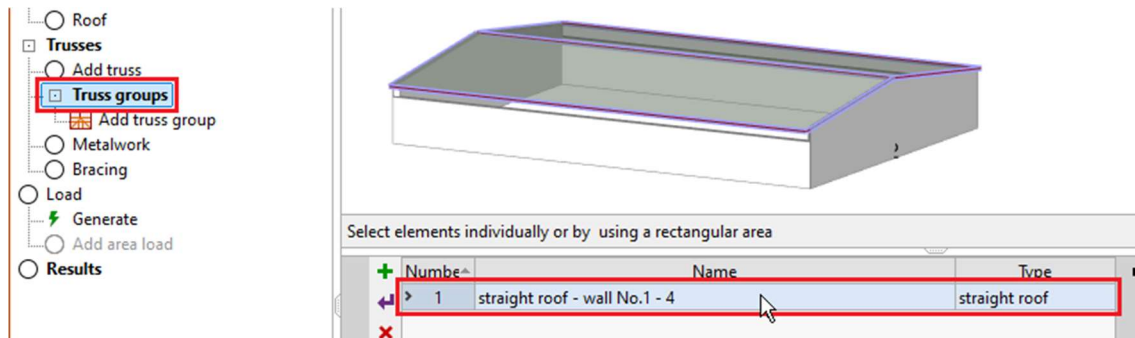 Roof
Trusses
Add truss
Truss groups
Add truss group
Metalwork
Bracing
Load
Generate
Add area load
Results
Select elements individually or by using a rectangular area
Numbe Name Type
1 straight roof - wall No.1 - 4 straight roof